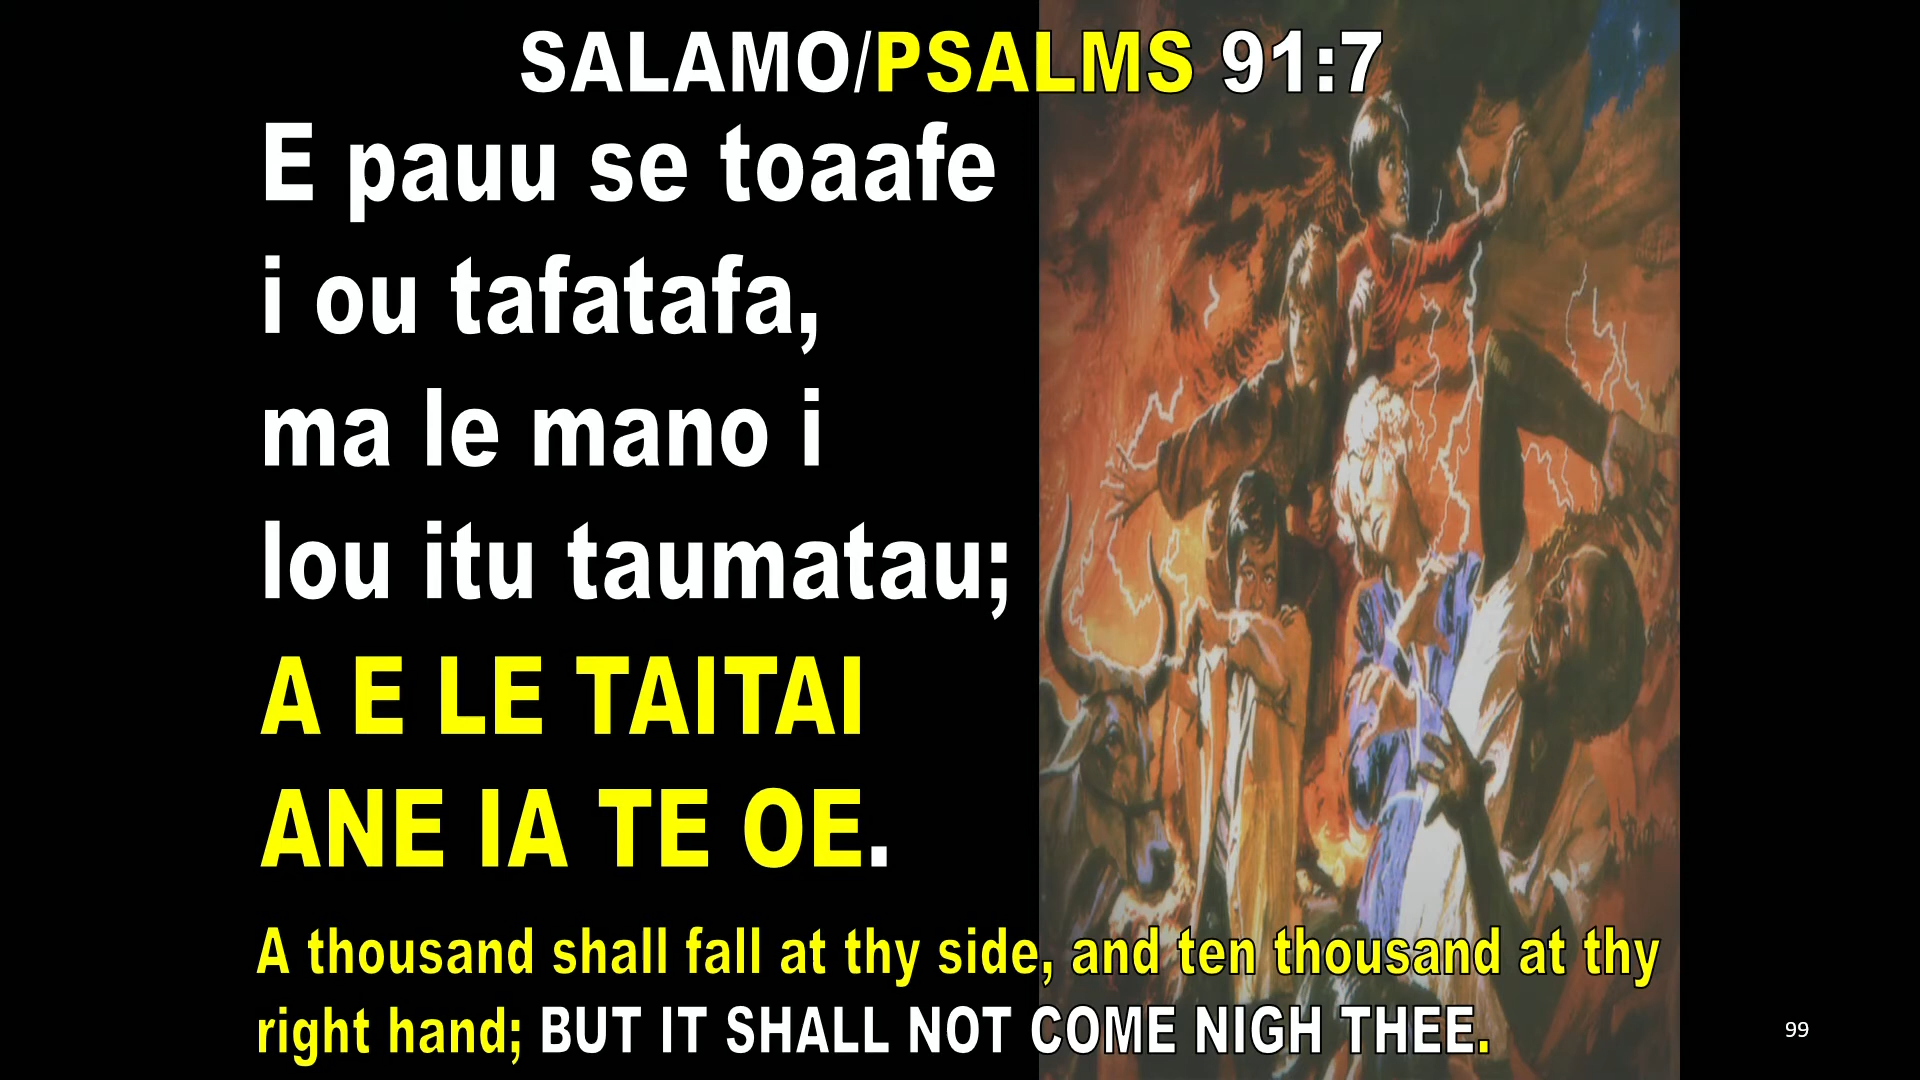 SALAMO/PSALMS 91:7
E pauu se toaafe
i ou tafatafa,
ma le mano i
lou itu taumatau;
A E LE TAITAI
ANE IA TE OE.
A thousand shall fall at thy side, and ten thousand at thy
right hand; BUT IT SHALL NOT COME NIGH THEE.
99